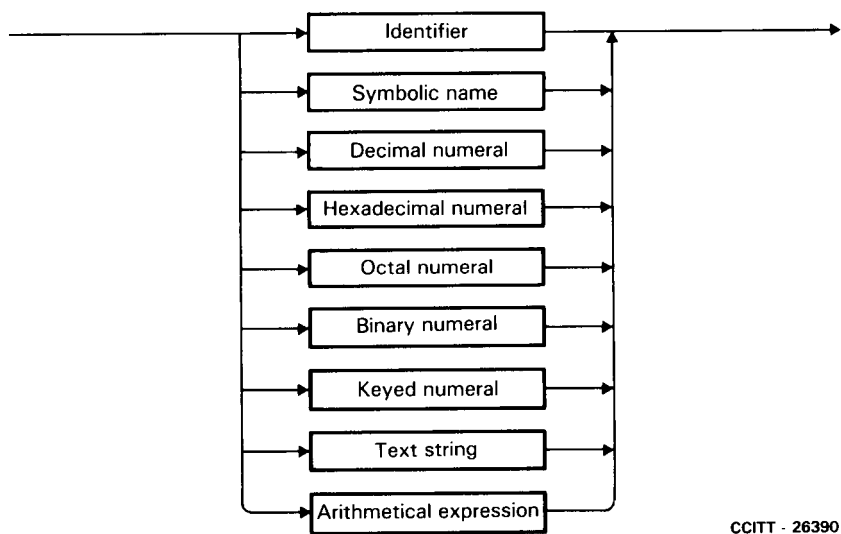 Identifier
Symbolic name
Decimal numeral
Hexadecimal numeral
Octal numeral
Binary numeral
Keyed numeral
Text string
Arithmetical expression
CCITT - 26390